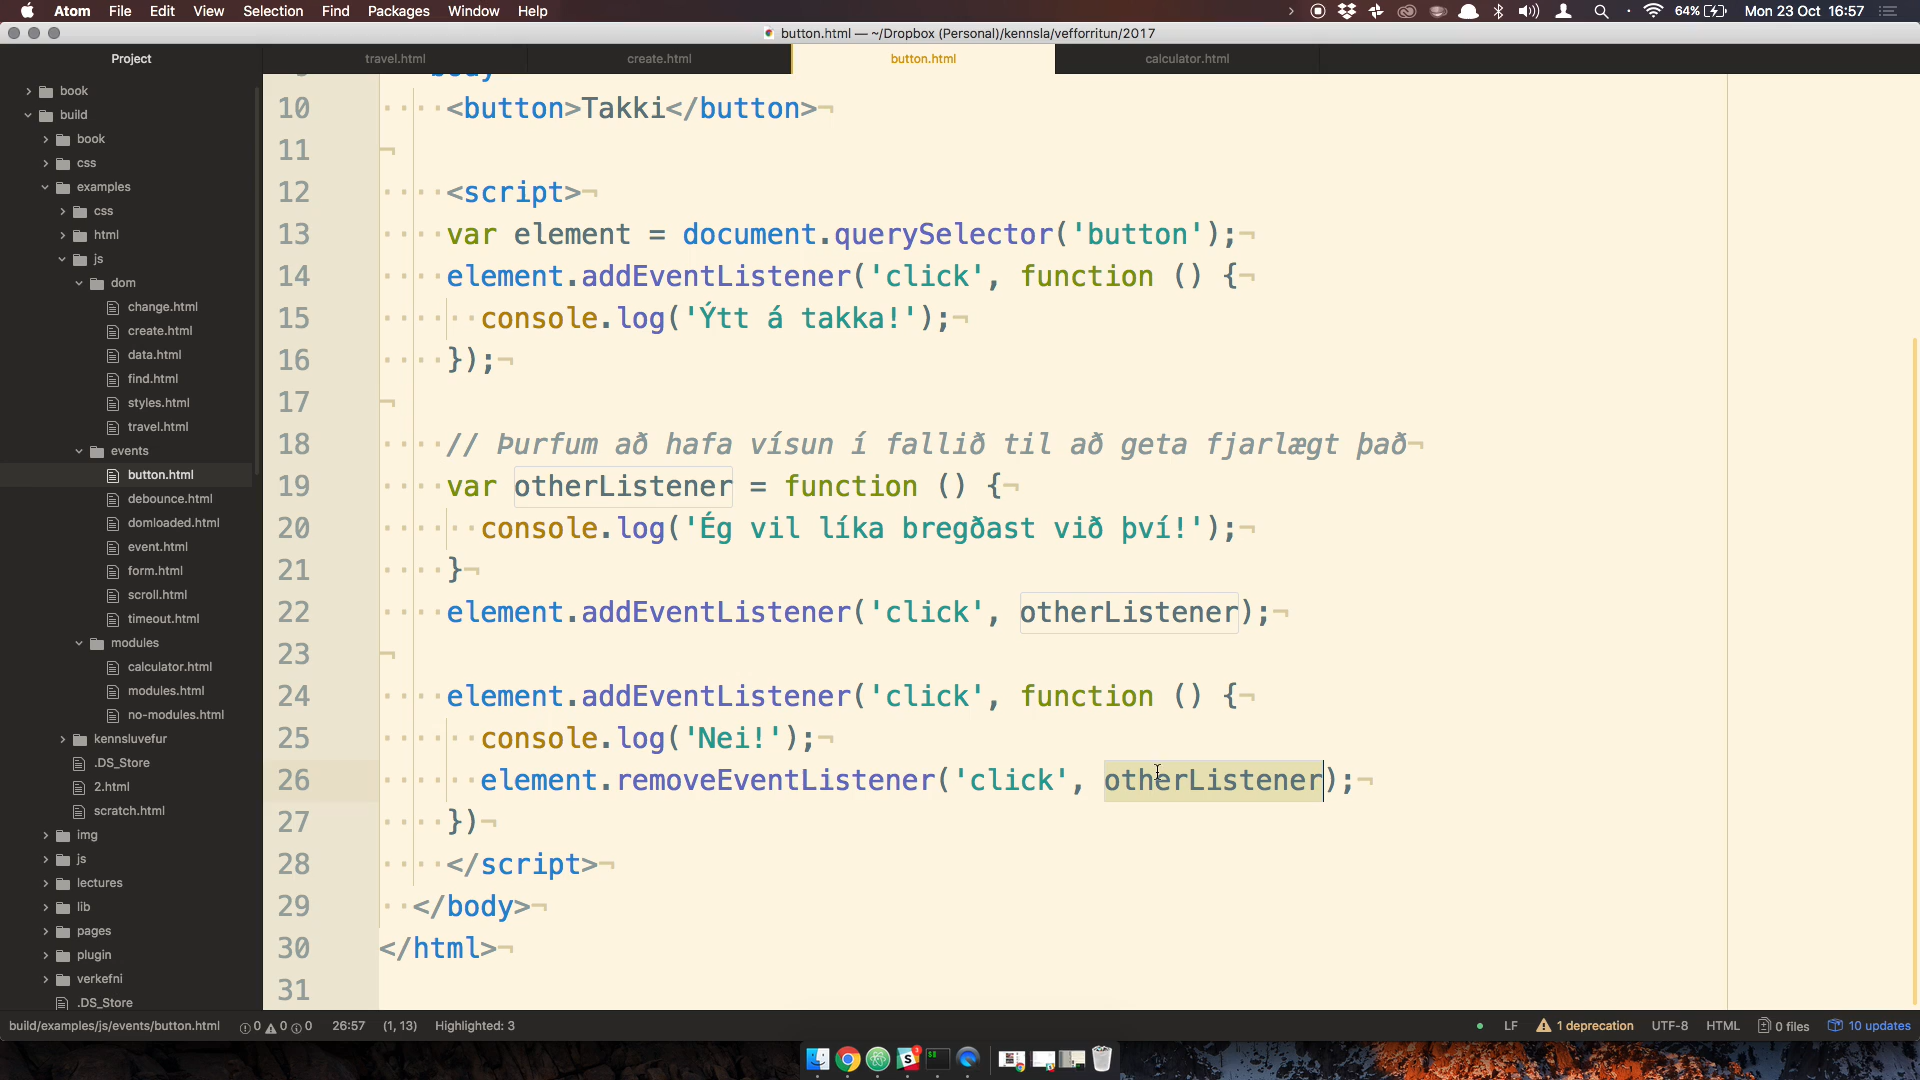 Atom File Edit View Selection Find Packages Window Help 64% Mon 23 Oct 16:57
button.html — ~/Dropbox (Personal)/kennsla/vefforritun/2017
Project
travel.html create.html button.html calculator.html
book
build
book
css
examples
css
html
js
dom
change.html
create.html
data.html
find.html
styles.html
travel.html
events
button.html
debounce.html
domloaded.html
event.html
form.html
scroll.html
timeout.html
modules
calculator.html
modules.html
no-modules.html
kennsluvefur
.DS_Store
2.html
scratch.html
img
js
lectures
lib
pages
plugin
verkefni
.DS_Store
body
10 <button>Takki</button>
11
12 <script>
13 var element = document.querySelector('button');
14 element.addEventListener('click', function () {
15 console.log('Ýtt á takka!');
16 });
17
18 // Þurfum að hafa vísun í fallið til að geta fjarlægt það
19 var otherListener = function () {
20 console.log('Ég vil líka bregðast við því!');
21 }
22 element.addEventListener('click', otherListener);
23
24 element.addEventListener('click', function () {
25 console.log('Nei!');
26 element.removeEventListener('click', otherListener);
27 })
28 </script>
29 </body>
30 </html>
31
build/examples/js/events/button.html 0 0 0 26:57 (1, 13) Highlighted: 3 LF 1 deprecation UTF-8 HTML 0 files 10 updates